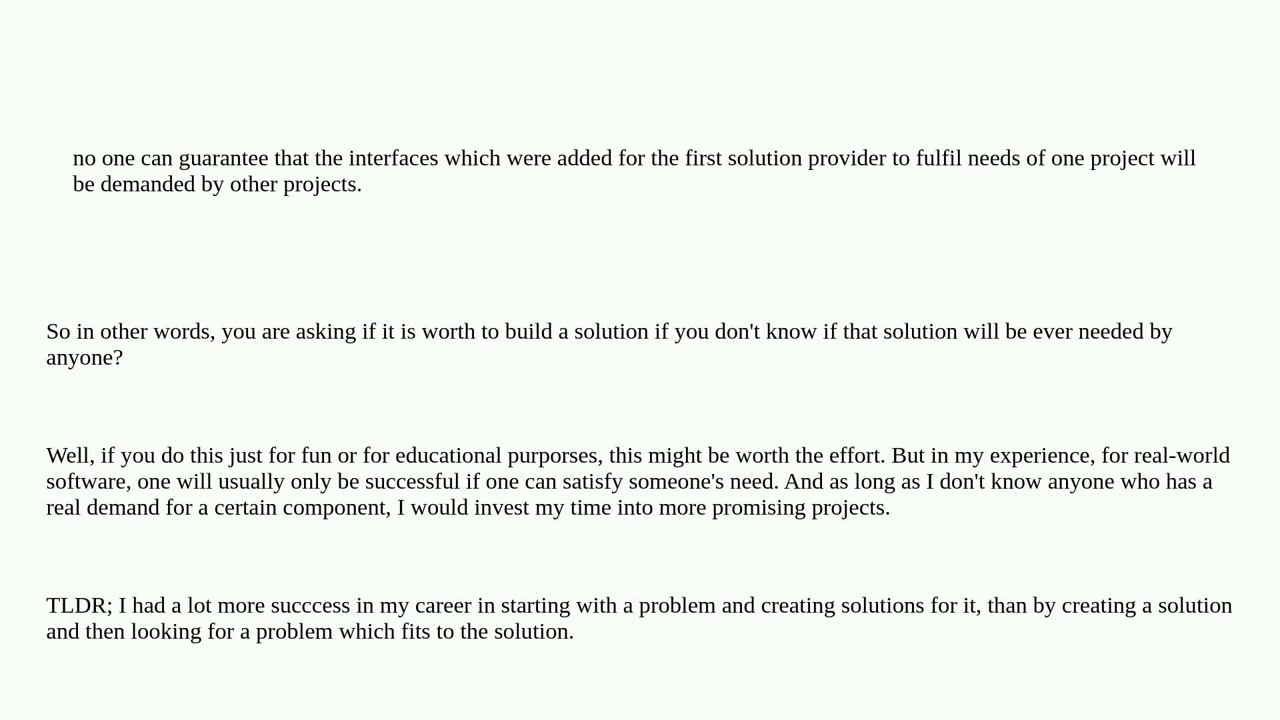 no one can guarantee that the interfaces which were added for the first solution provider to fulfil needs of one project will
be demanded by other projects.
So in other words, you are asking if it is worth to build a solution if you don't know if that solution will be ever needed by
anyone?
Well, if you do this just for fun or for educational purporses, this might be worth the effort. But in my experience, for real-world
software, one will usually only be successful if one can satisfy someone's need. And as long as I don't know anyone who has a
real demand for a certain component, I would invest my time into more promising projects.
TLDR; I had a lot more succcess in my career in starting with a problem and creating solutions for it, than by creating a solution
and then looking for a problem which fits to the solution.